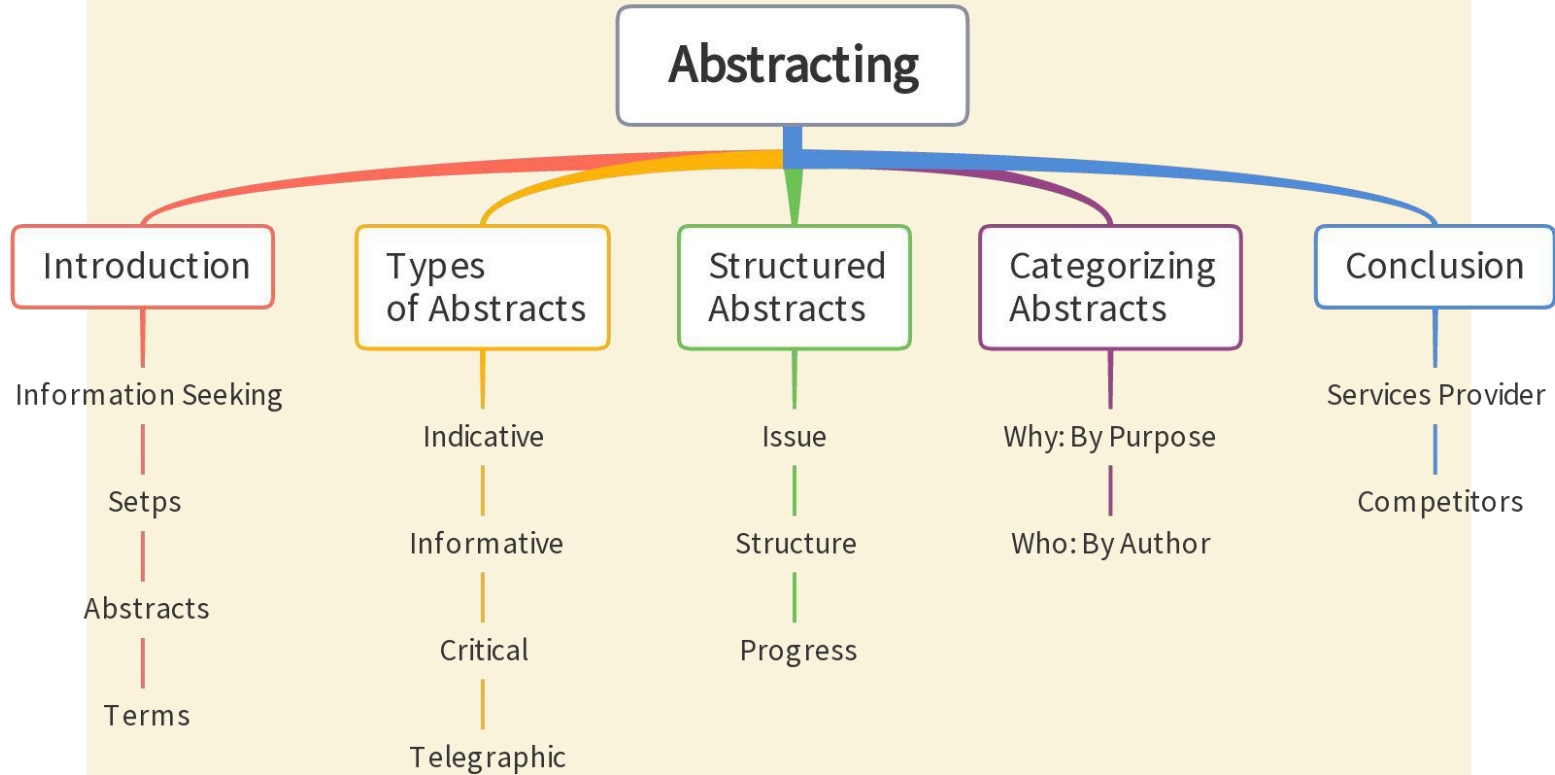 Abstracting
Introduction
Information Seeking
Setps
Abstracts
Terms
Types
of Abstracts
Indicative
Informative
Critical
Telegraphic
Structured
Abstracts
Issue
Structure
Progress
Categorizing
Abstracts
Why: By Purpose
Who: By Author
Conclusion
Services Provider
Competitors